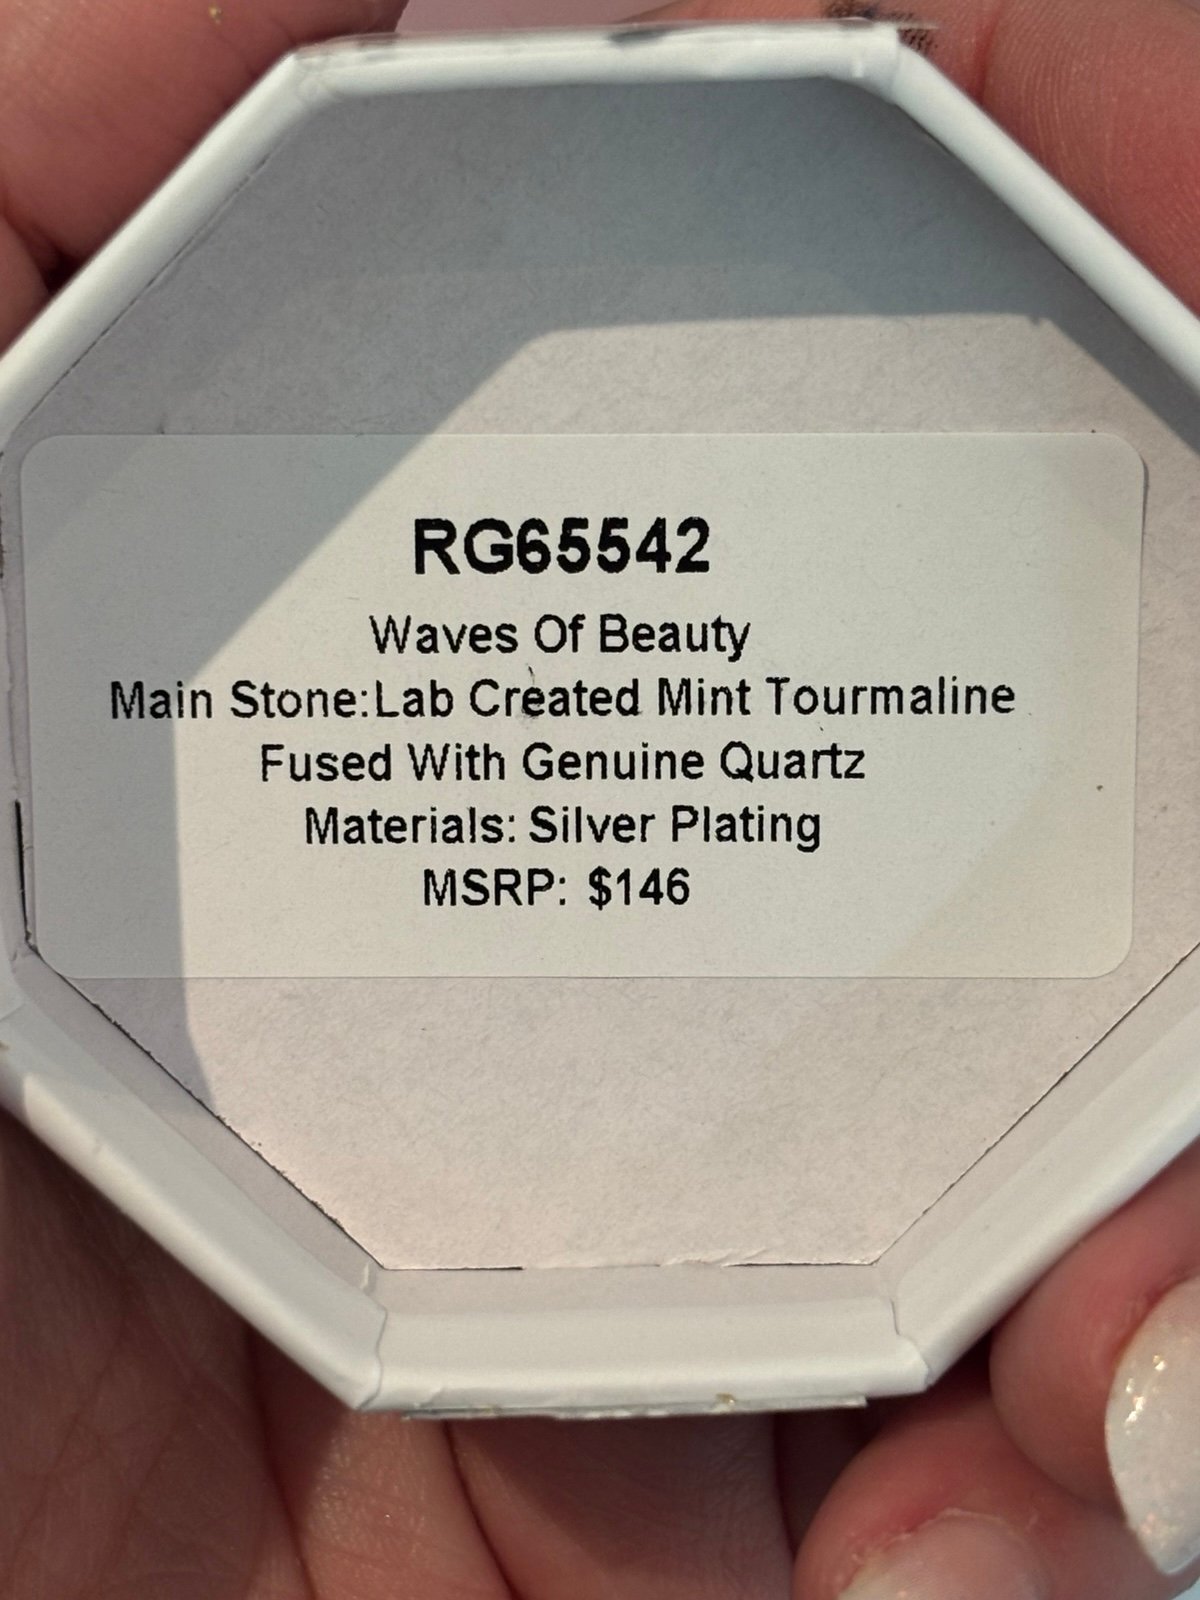 RG65542
Waves Of Beauty
Main Stone:Lab Created Mint Tourmaline
Fused With Genuine Quartz
Materials: Silver Plating
MSRP: $146